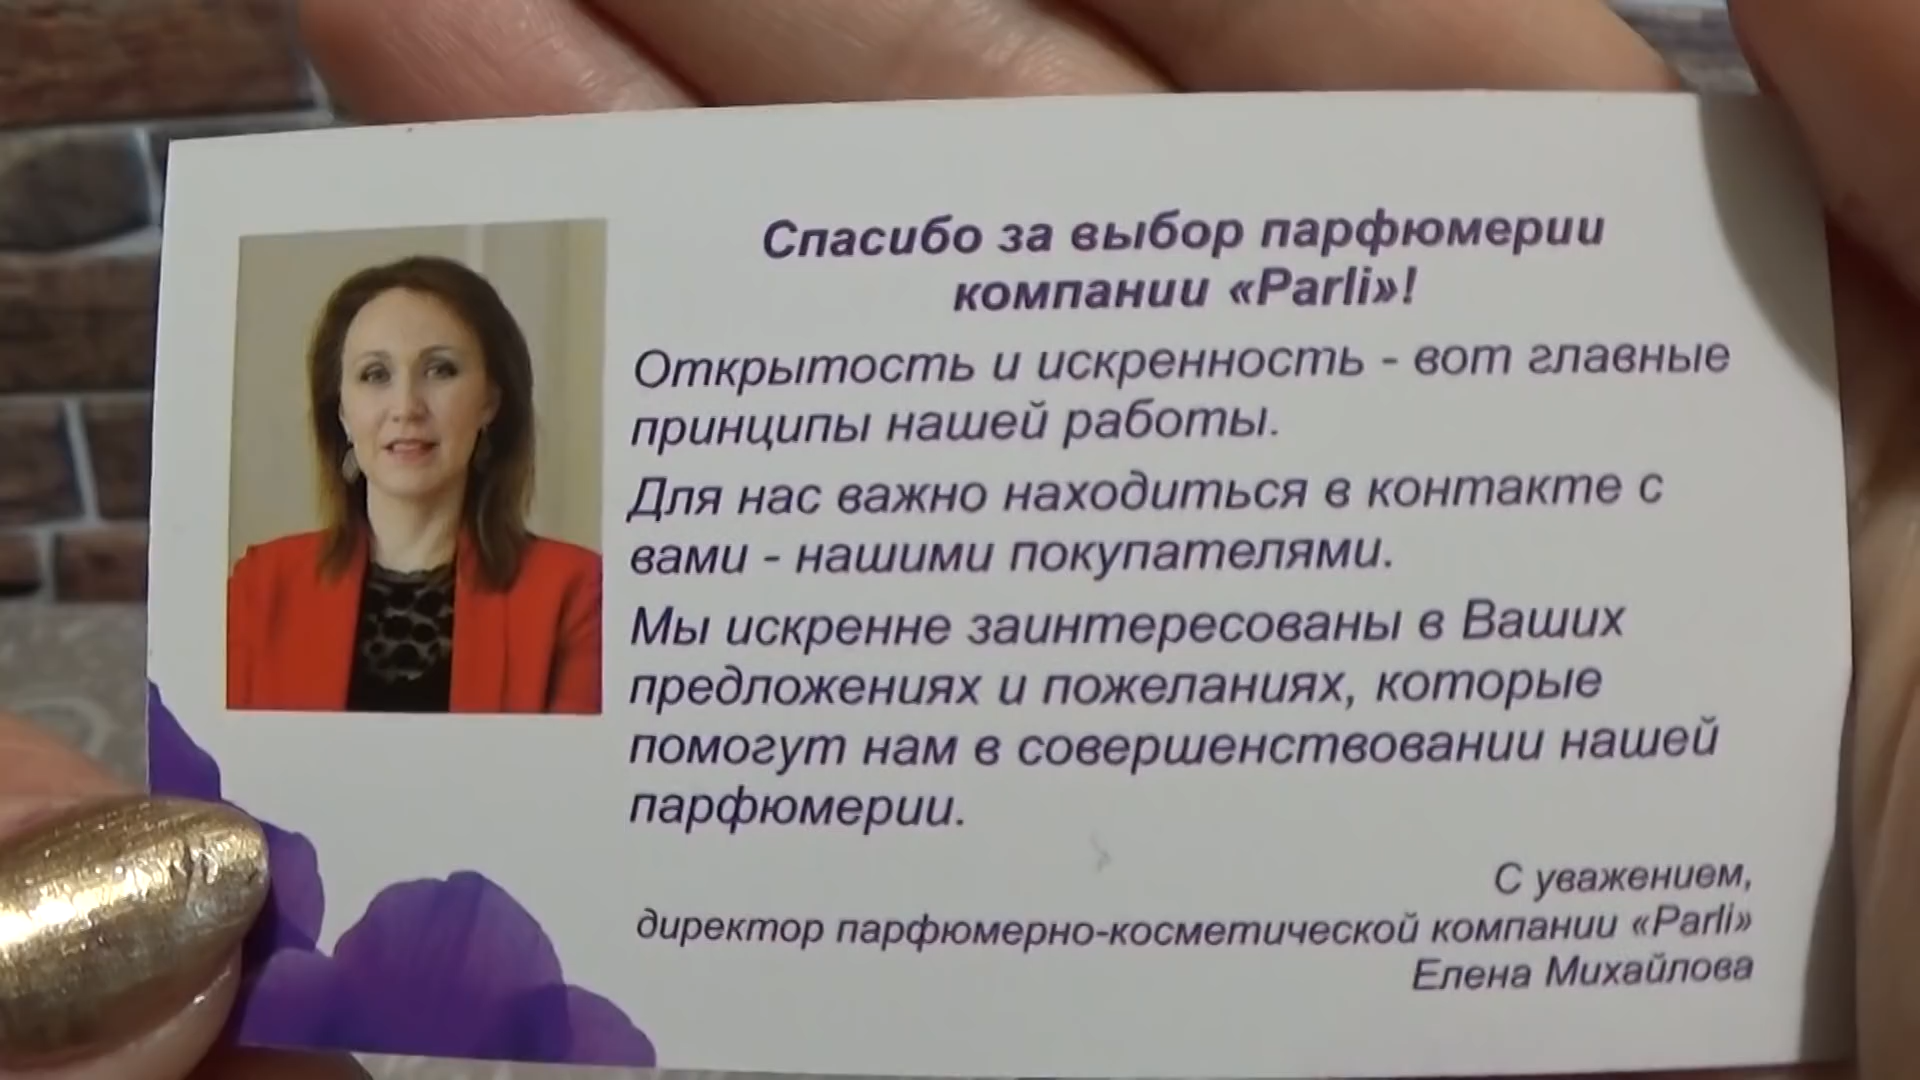 Спасибо за выбор парфюмерии
компании «Parli»!
Открытость и искренность - вот главные
принципы нашей работы.
Для нас важно находиться в контакте с
вами - нашими покупателями.
Мы искренне заинтересованы в Ваших
предложениях и пожеланиях, которые
помогут нам в совершенствовании нашей
парфюмерии.
С уважением,
директор парфюмерно-косметической компании «Parli»
Елена Михайлова